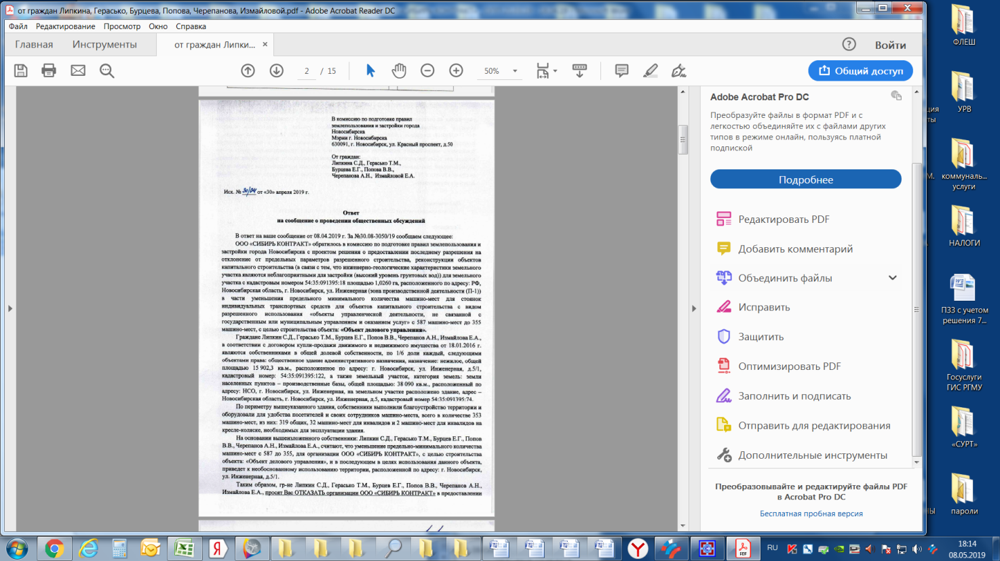 от граждан Липкина, Герасько, Бурцева, Попова, Черепанова, Измайловой.pdf - Adobe Acrobat Reader DC
Файл Редактирование Просмотр Окно Справка
Главная Инструменты от граждан Липки... ×
Войти
2 / 15 50% Общий доступ
В комиссию по подготовке правил
землепользования и застройки города
Новосибирска
Мэрии г. Новосибирска
630091, г. Новосибирск, ул. Красный проспект, д.50
От граждан:
Липкина С.Д., Герасько Т.М.,
Бурцева Е.Г., Попова В.В.,
Черепанова А.Н., Измайловой Е.А.
Исх. № 30/04 от «30» апреля 2019 г.
Ответ
на сообщение о проведении общественных обсуждений
В ответ на ваше сообщение от 08.04.2019 г. За №30.08-3050/19 сообщаем следующее:
ООО «СИБИРЬ КОНТРАКТ» обратилось в комиссию по подготовке правил землепользования и
застройки города Новосибирска с проектом решения о предоставлении последнему разрешения на
отклонение от предельных параметров разрешенного строительства, реконструкции объектов
капитального строительства (в связи с тем, что инженерно-геологические характеристики земельного
участка являются неблагоприятными для застройки (высокий уровень грунтовых вод)) для земельного
участка с кадастровым номером 54:35:091395:18 площадью 1,0260 га, расположенного по адресу: РФ,
Новосибирская область, г. Новосибирск, ул. Инженерная (зона производственной деятельности (П-1))
в части уменьшения предельного минимального количества машино-мест для стоянок
индивидуальных транспортных средств для объектов капитального строительства с видом
разрешенного использования «объекты управленческой деятельности, не связанной с
государственным или муниципальным управлением и оказанием услуг» с 587 машино-мест до 355
машино-мест, с целью строительства объекта: «Объект делового управления».
Граждане Липкин С.Д., Герасько Т.М., Бурцев Е.Г., Попов В.В., Черепанов А.Н., Измайлова Е.А.,
в соответствии с договором купли-продажи движимого и недвижимого имущества от 18.01.2016 г.
являются собственниками в общей долевой собственности, по 1/6 доли каждый, следующими
объектами права: общественное здание административного назначения, назначение: нежилое, общей
площадью 15 902,3 кв.м., расположенное по адресу: г. Новосибирск, ул. Инженерная, д.5/1,
кадастровый номер: 54:35:091395:122, а также земельный участок, категория земель: земли
населенных пунктов – производственные базы, общей площадью: 38 090 кв.м., расположенный по
адресу: НСО, г. Новосибирск, ул. Инженерная, на земельном участке расположено здание, адрес –
Новосибирская область, г. Новосибирск, ул. Инженерная, д.5, кадастровый номер 54:35:091395:74.
По периметру вышеуказанного здания, собственники выполнили благоустройство территории и
оборудовали для удобства посетителей и своих сотрудников машино-места, всего в количестве 353
машино-мест, из них: 319 общих, 32 машино-мест для инвалидов и 2 машино-мест для инвалидов на
кресле-коляске, необходимых для эксплуатации здания.
На основании вышеизложенного собственники: Липкин С.Д., Герасько Т.М., Бурцев Е.Г., Попов
В.В., Черепанов А.Н., Измайлова Е.А., считают, что уменьшение предельно-минимального количества
машино-мест с 587 до 355, для организации ООО «СИБИРЬ КОНТРАКТ», с целью строительства
объекта: «Объект делового управления», и в последующем в целях использования данного объекта,
приведет к необоснованному использованию территории, расположенной по адресу: г. Новосибирск,
ул. Инженерная, д.5/1.
Таким образом, гр-не Липкин С.Д., Герасько Т.М., Бурцев Е.Г., Попов В.В., Черепанов А.Н.,
Измайлова Е.А., просят Вас ОТКАЗАТЬ организации ООО «СИБИРЬ КОНТРАКТ» в предоставлении
Adobe Acrobat Pro DC
Преобразуйте файлы в формат PDF и с
легкостью объединяйте их с файлами других
типов в режиме онлайн, пользуясь платной
подпиской
Подробнее
Редактировать PDF
Добавить комментарий
Объединить файлы
Исправить
Защитить
Оптимизировать PDF
Заполнить и подписать
Отправить для редактирования
Дополнительные инструменты
Преобразовывайте и редактируйте файлы PDF
в Acrobat Pro DC
Бесплатная пробная версия
ФЛЕШ
УРВ
коммуналь...
услуги
НАЛОГИ
ПЗЗ с учетом
решения 7...
Госуслуги
ГИС РГМУ
«СУРТ»
пароли
RU
18:14
08.05.2019